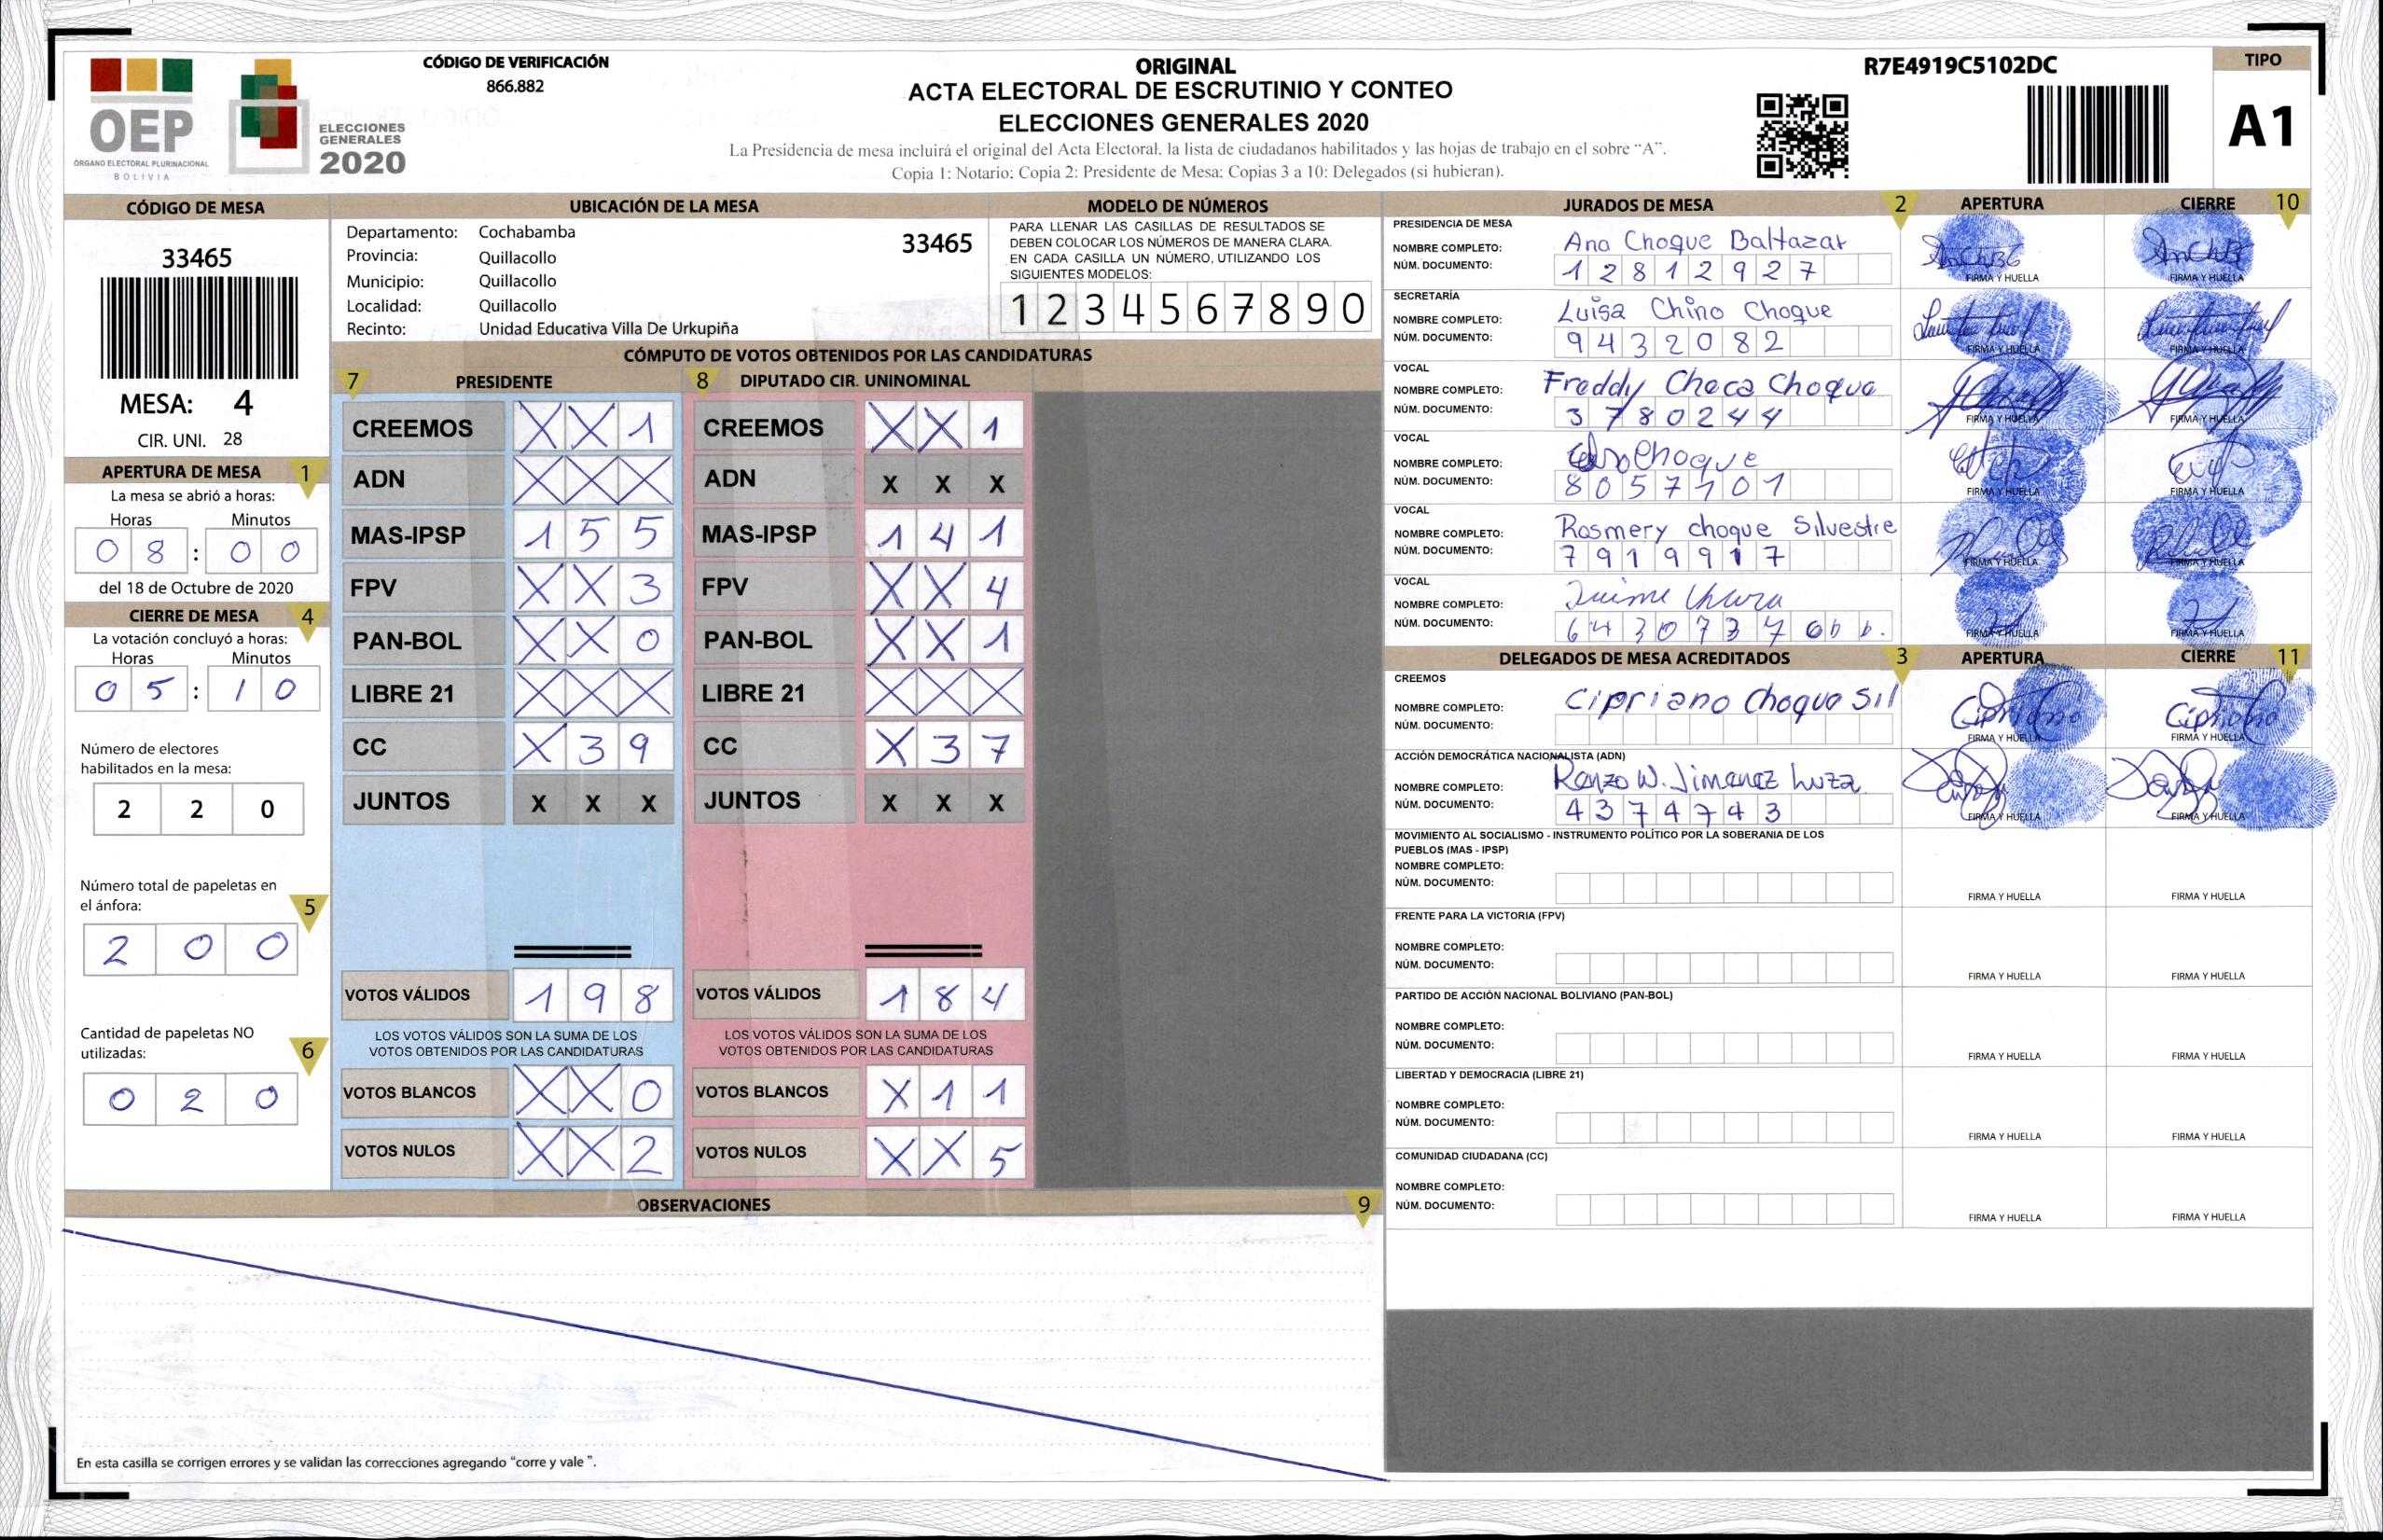 CÓDIGO DE VERIFICACIÓN
866.882
ORIGINAL
ACTA ELECTORAL DE ESCRUTINIO Y CONTEO
ELECCIONES GENERALES 2020
La Presidencia de mesa incluirá el original del Acta Electoral, la lista de ciudadanos habilitados y las hojas de trabajo en el sobre “A”.
Copia 1: Notario; Copia 2: Presidente de Mesa; Copias 3 a 10: Delegados (si hubieran).
R7E4919C5102DC
TIPO
A1
OEP
ÓRGANO ELECTORAL PLURINACIONAL
BOLIVIA
ELECCIONES
GENERALES
2020
CÓDIGO DE MESA
33465
MESA: 4
CIR. UNI. 28
APERTURA DE MESA 1
La mesa se abrió a horas:
Horas Minutos
0 8 : 0 0
del 18 de Octubre de 2020
CIERRE DE MESA 4
La votación concluyó a horas:
Horas Minutos
0 5 : 1 0
Número de electores
habilitados en la mesa:
2 2 0
Número total de papeletas en
el ánfora: 5
2 0 0
Cantidad de papeletas NO
utilizadas: 6
0 2 0
UBICACIÓN DE LA MESA
Departamento: Cochabamba
33465
Provincia: Quillacollo
Municipio: Quillacollo
Localidad: Quillacollo
Recinto: Unidad Educativa Villa De Urkupiña
MODELO DE NÚMEROS
PARA LLENAR LAS CASILLAS DE RESULTADOS SE
DEBEN COLOCAR LOS NÚMEROS DE MANERA CLARA.
EN CADA CASILLA UN NÚMERO, UTILIZANDO LOS
SIGUIENTES MODELOS:
1 2 3 4 5 6 7 8 9 0
CÓMPUTO DE VOTOS OBTENIDOS POR LAS CANDIDATURAS
7 PRESIDENTE
CREEMOS X X 1
ADN X X X
MAS-IPSP 1 5 5
FPV X X 3
PAN-BOL X X 0
LIBRE 21 X X X
CC X 3 9
JUNTOS X X X
VOTOS VÁLIDOS 1 9 8
LOS VOTOS VÁLIDOS SON LA SUMA DE LOS
VOTOS OBTENIDOS POR LAS CANDIDATURAS
VOTOS BLANCOS X X 0
VOTOS NULOS X X 2
8 DIPUTADO CIR. UNINOMINAL
CREEMOS X X 1
ADN X X X
MAS-IPSP 1 4 1
FPV X X 4
PAN-BOL X X 1
LIBRE 21 X X X
CC X 3 7
JUNTOS X X X
VOTOS VÁLIDOS 1 8 4
LOS VOTOS VÁLIDOS SON LA SUMA DE LOS
VOTOS OBTENIDOS POR LAS CANDIDATURAS
VOTOS BLANCOS X 1 1
VOTOS NULOS X X 5
OBSERVACIONES 9
En esta casilla se corrigen errores y se validan las correcciones agregando “corre y vale ”.
JURADOS DE MESA 2 APERTURA CIERRE 10
PRESIDENCIA DE MESA
NOMBRE COMPLETO: Ana Choque Baltazar
NÚM. DOCUMENTO: 1 2 8 1 2 9 2 7
FIRMA Y HUELLA FIRMA Y HUELLA
SECRETARÍA
NOMBRE COMPLETO: Luisa Chino Choque
NÚM. DOCUMENTO: 9 4 3 2 0 8 2
FIRMA Y HUELLA FIRMA Y HUELLA
VOCAL
NOMBRE COMPLETO: Freddy Checa Choque
NÚM. DOCUMENTO: 3 7 8 0 2 4 4
FIRMA Y HUELLA FIRMA Y HUELLA
VOCAL
NOMBRE COMPLETO: Choque
NÚM. DOCUMENTO: 8 0 5 7 1 0 1
FIRMA Y HUELLA FIRMA Y HUELLA
VOCAL
NOMBRE COMPLETO: Rosmery choque Silvestre
NÚM. DOCUMENTO: 7 9 1 9 9 1 7
FIRMA Y HUELLA FIRMA Y HUELLA
VOCAL
NOMBRE COMPLETO: Jaime
NÚM. DOCUMENTO: 6 4 3 0 7 3 7
FIRMA Y HUELLA FIRMA Y HUELLA
DELEGADOS DE MESA ACREDITADOS 3 APERTURA CIERRE 11
CREEMOS
NOMBRE COMPLETO: Cipriano Choque Sil
NÚM. DOCUMENTO:
Cipriano Cipriano
FIRMA Y HUELLA FIRMA Y HUELLA
ACCIÓN DEMOCRÁTICA NACIONALISTA (ADN)
NOMBRE COMPLETO: Renzo W. Jimenez Luza
NÚM. DOCUMENTO: 4 3 7 4 7 4 3
FIRMA Y HUELLA FIRMA Y HUELLA
MOVIMIENTO AL SOCIALISMO - INSTRUMENTO POLÍTICO POR LA SOBERANIA DE LOS
PUEBLOS (MAS - IPSP)
NOMBRE COMPLETO:
NÚM. DOCUMENTO:
FIRMA Y HUELLA FIRMA Y HUELLA
FRENTE PARA LA VICTORIA (FPV)
NOMBRE COMPLETO:
NÚM. DOCUMENTO:
FIRMA Y HUELLA FIRMA Y HUELLA
PARTIDO DE ACCIÓN NACIONAL BOLIVIANO (PAN-BOL)
NOMBRE COMPLETO:
NÚM. DOCUMENTO:
FIRMA Y HUELLA FIRMA Y HUELLA
LIBERTAD Y DEMOCRACIA (LIBRE 21)
NOMBRE COMPLETO:
NÚM. DOCUMENTO:
FIRMA Y HUELLA FIRMA Y HUELLA
COMUNIDAD CIUDADANA (CC)
NOMBRE COMPLETO:
NÚM. DOCUMENTO:
FIRMA Y HUELLA FIRMA Y HUELLA